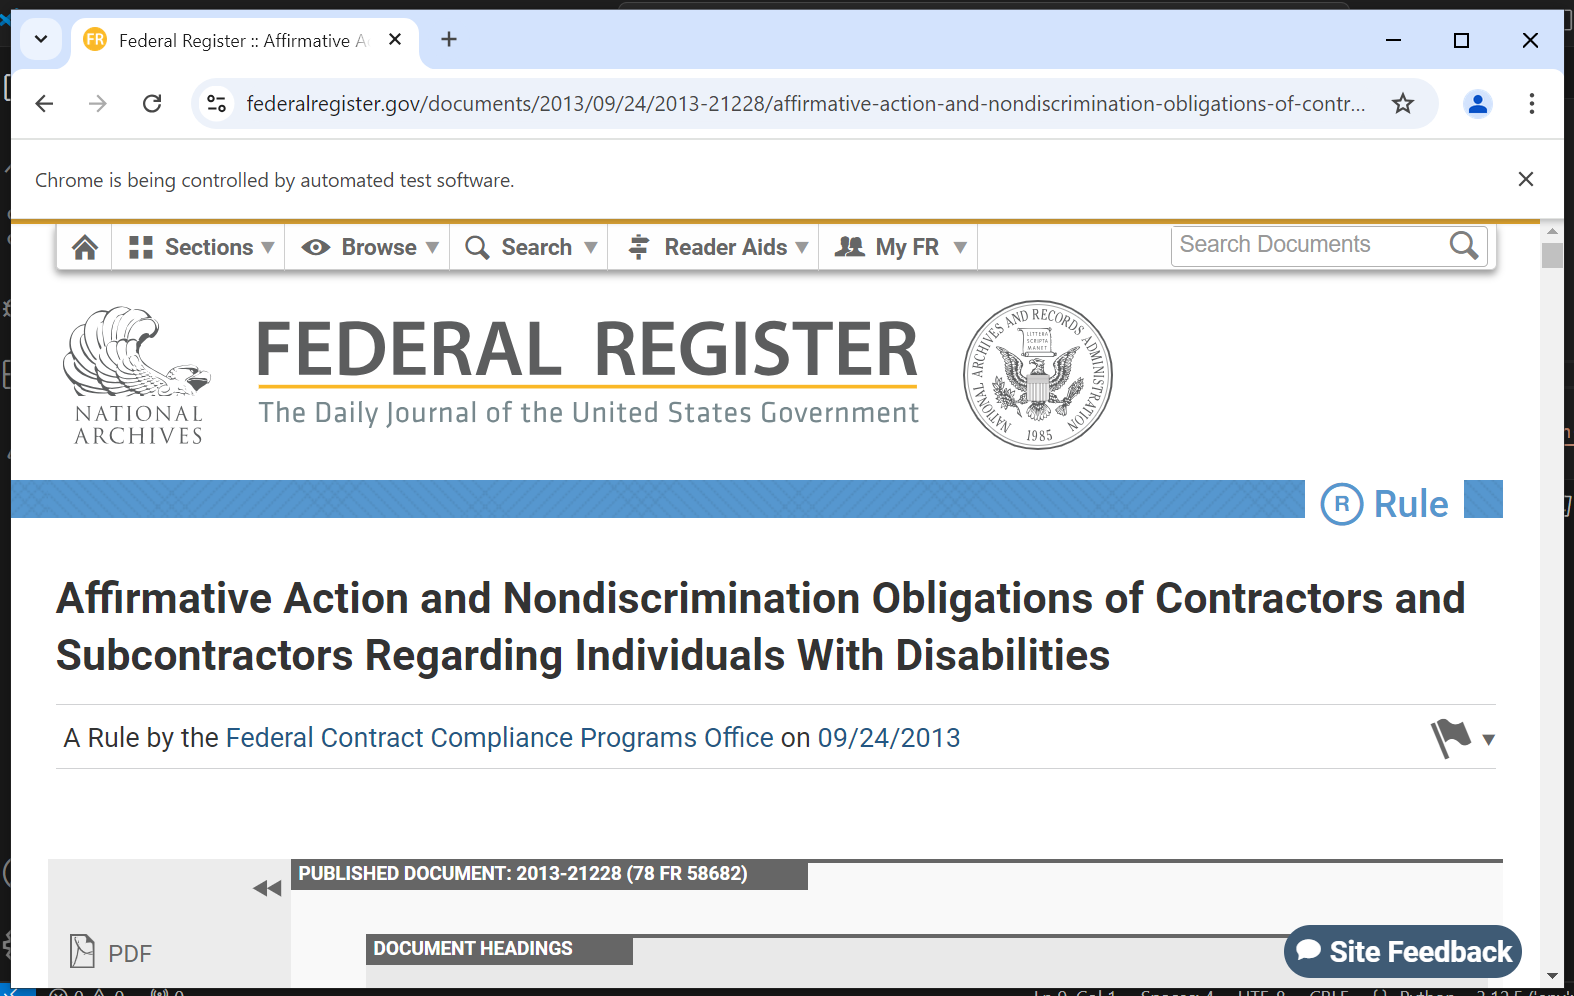 Federal Register :: Affirmative A
federalregister.gov/documents/2013/09/24/2013-21228/affirmative-action-and-nondiscrimination-obligations-of-contr...
Chrome is being controlled by automated test software.
Sections Browse Search Reader Aids My FR Search Documents
NATIONAL ARCHIVES
FEDERAL REGISTER
The Daily Journal of the United States Government
NATIONAL ARCHIVES AND RECORDS ADMINISTRATION
LITTERA
SCRIPTA
MANET
1985
R Rule
Affirmative Action and Nondiscrimination Obligations of Contractors and
Subcontractors Regarding Individuals With Disabilities
A Rule by the Federal Contract Compliance Programs Office on 09/24/2013
PUBLISHED DOCUMENT: 2013-21228 (78 FR 58682)
PDF
DOCUMENT HEADINGS
Site Feedback